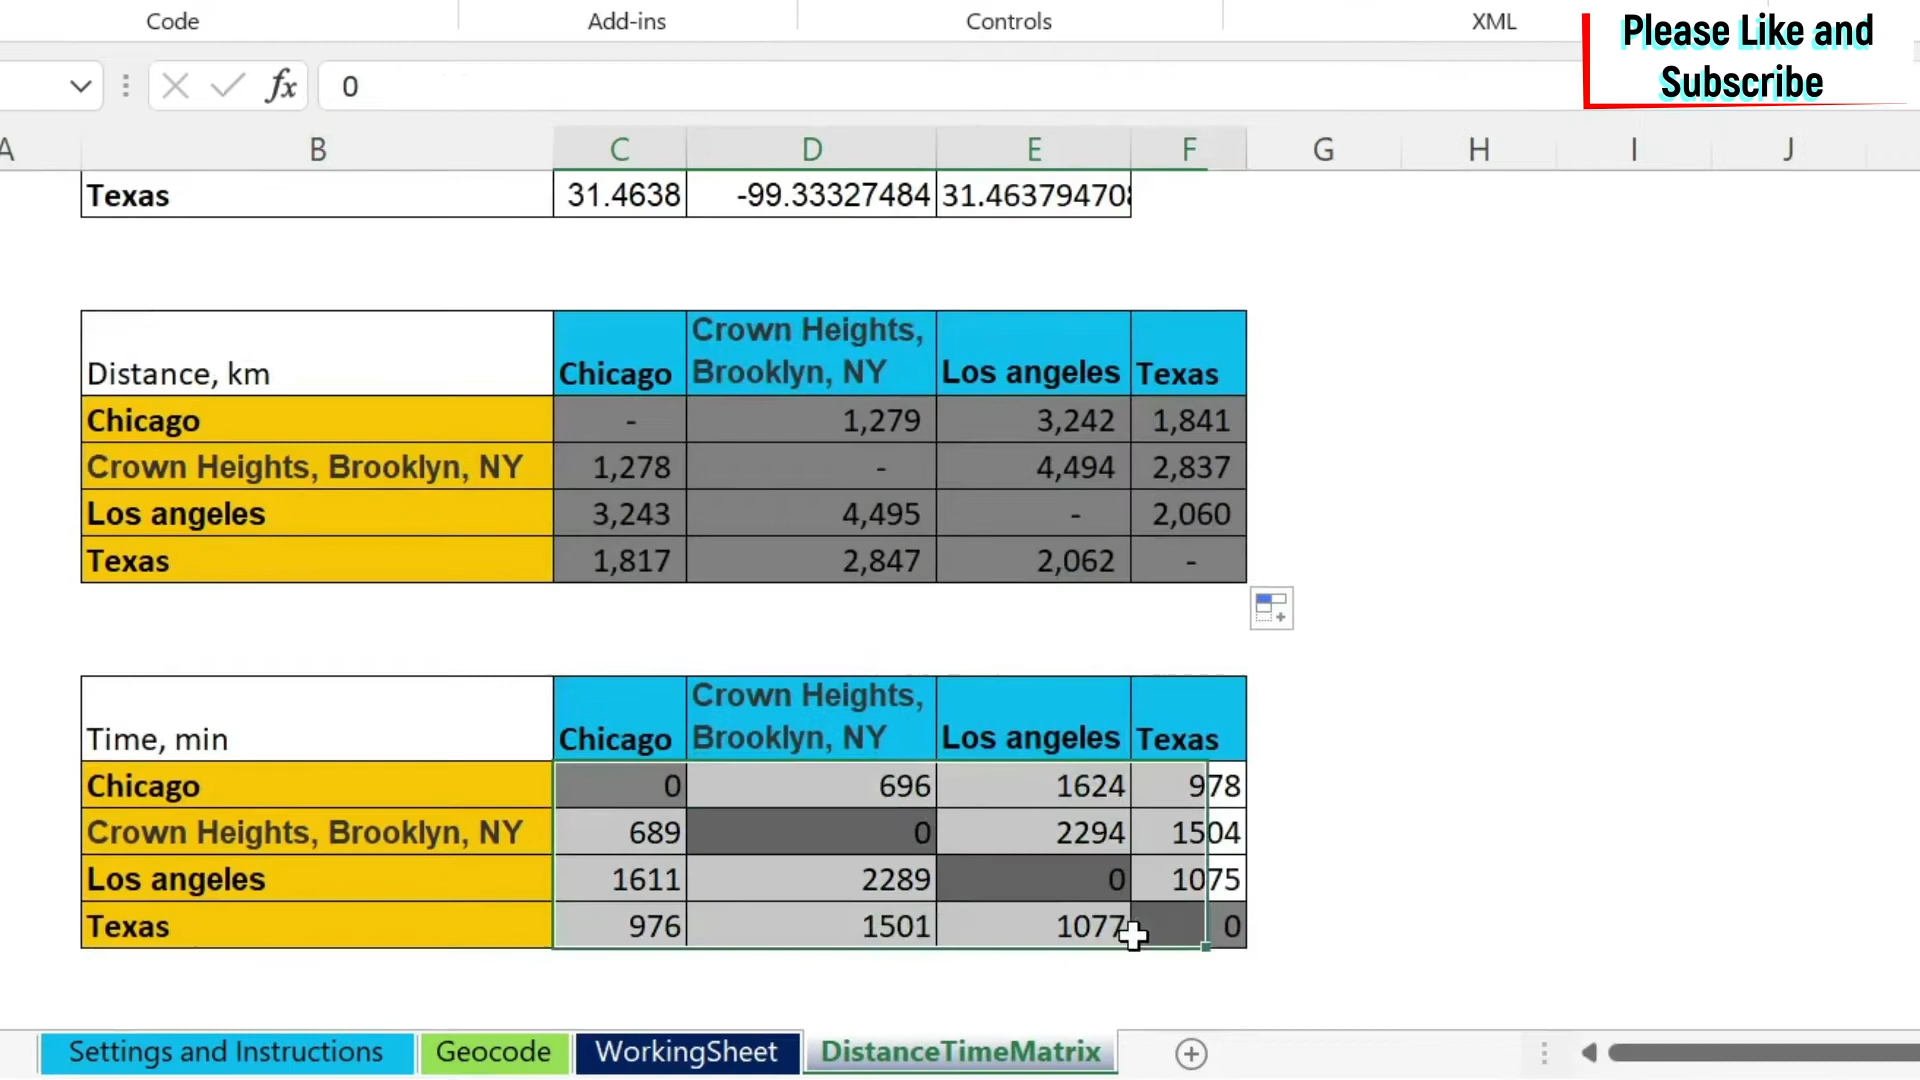 Code Add-ins Controls XML
Please Like and
Subscribe
fx 0
A B C D E F G H I J
Texas 31.4638 -99.33327484 31.46379470
Distance, km Chicago Crown Heights, Brooklyn, NY Los angeles Texas
Chicago - 1,279 3,242 1,841
Crown Heights, Brooklyn, NY 1,278 - 4,494 2,837
Los angeles 3,243 4,495 - 2,060
Texas 1,817 2,847 2,062 -
Time, min Chicago Crown Heights, Brooklyn, NY Los angeles Texas
Chicago 0 696 1624 978
Crown Heights, Brooklyn, NY 689 0 2294 1504
Los angeles 1611 2289 0 1075
Texas 976 1501 1077 0
Settings and Instructions Geocode WorkingSheet DistanceTimeMatrix